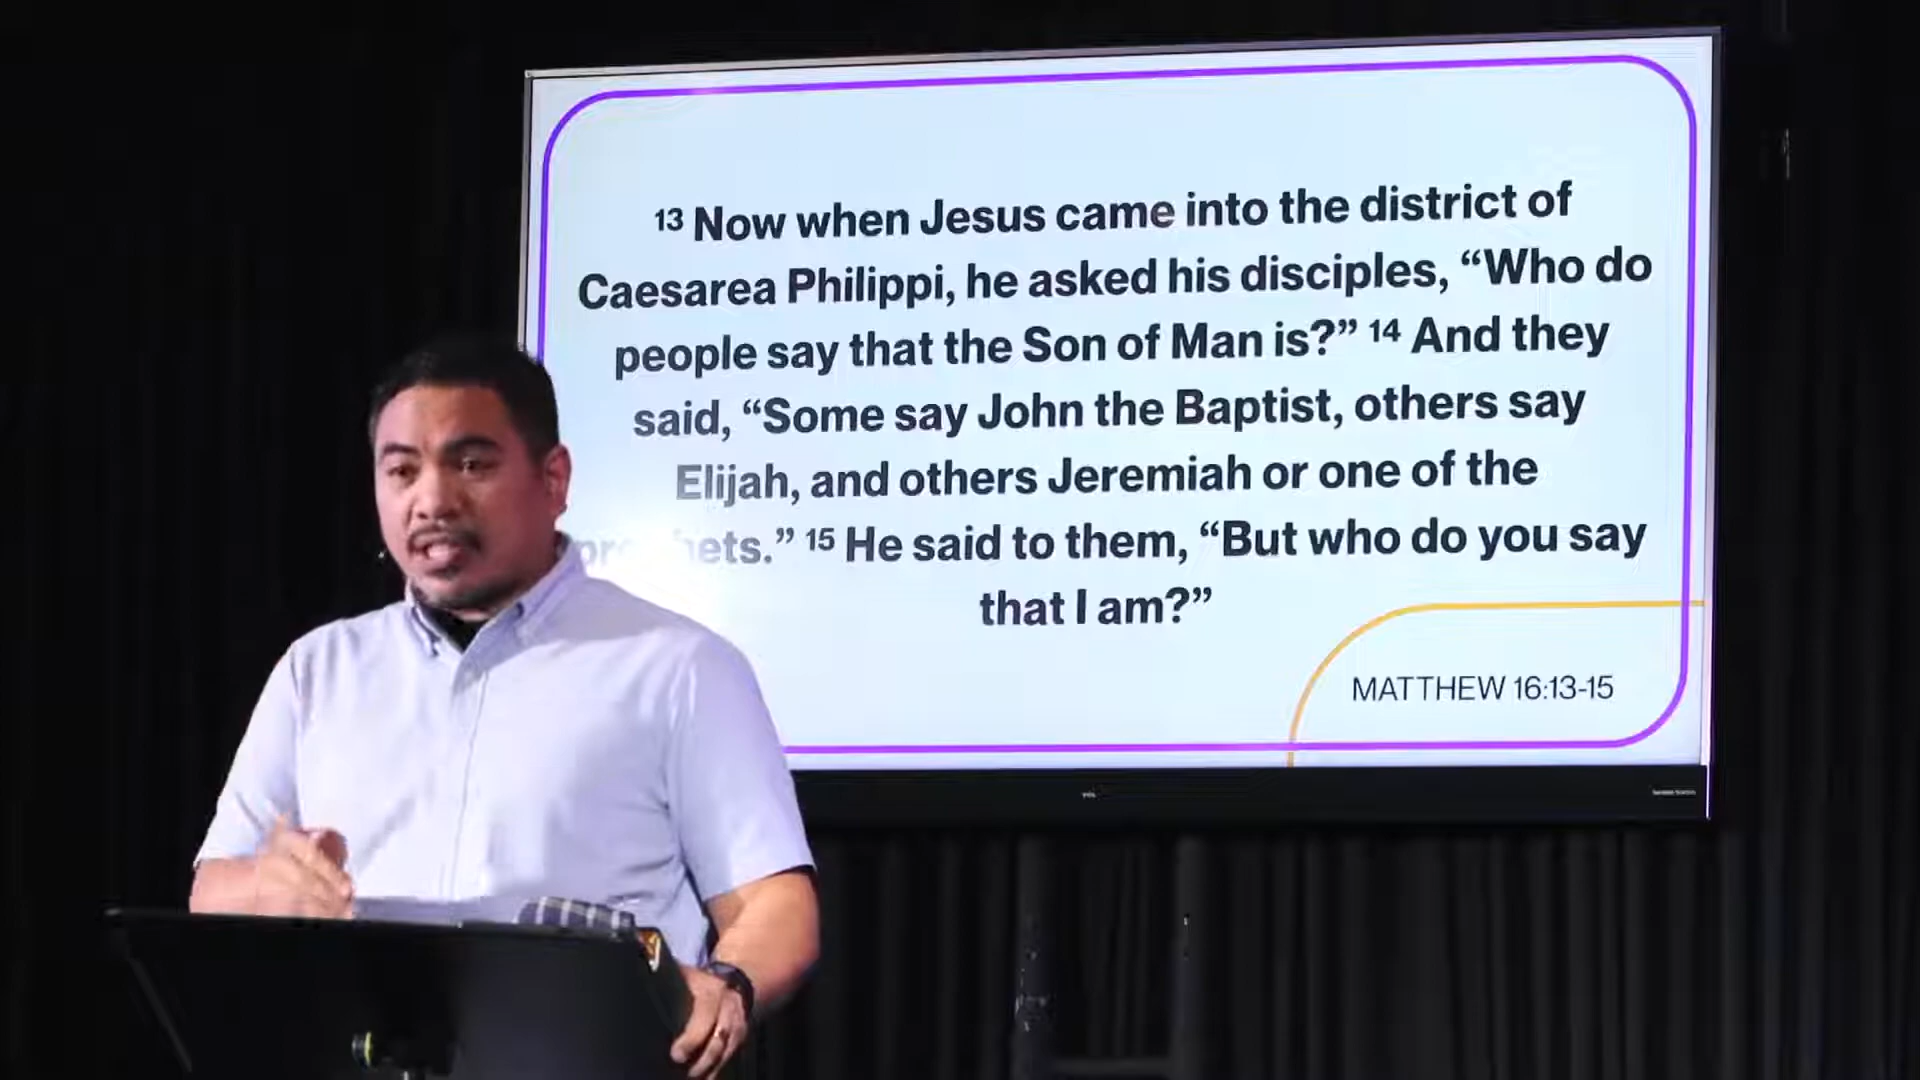 13 Now when Jesus came into the district of
Caesarea Philippi, he asked his disciples, “Who do
people say that the Son of Man is?” 14 And they
said, “Some say John the Baptist, others say
Elijah, and others Jeremiah or one of the
15 He said to them, “But who do you say
that I am?”
MATTHEW 16:13-15